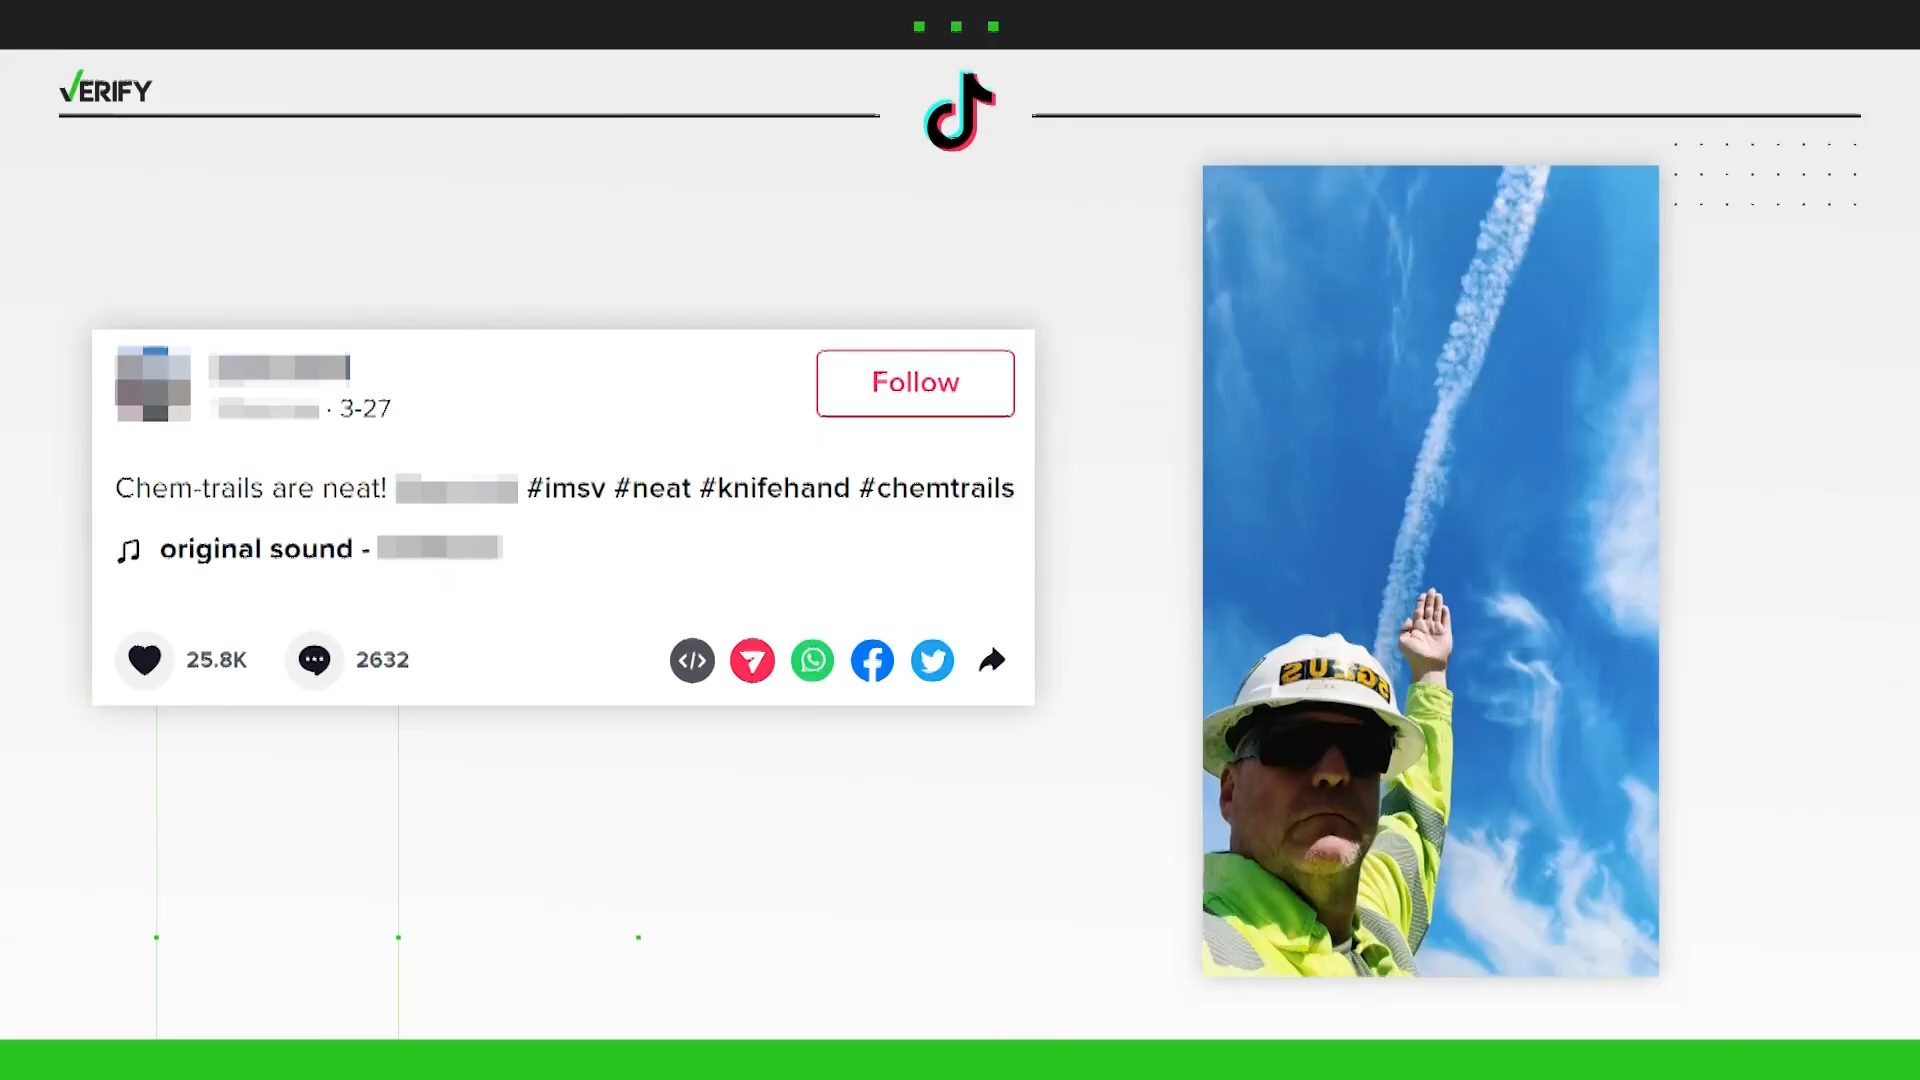 VERIFY
· 3-27
Follow
Chem-trails are neat! #imsv #neat #knifehand #chemtrails
original sound -
25.8K
2632